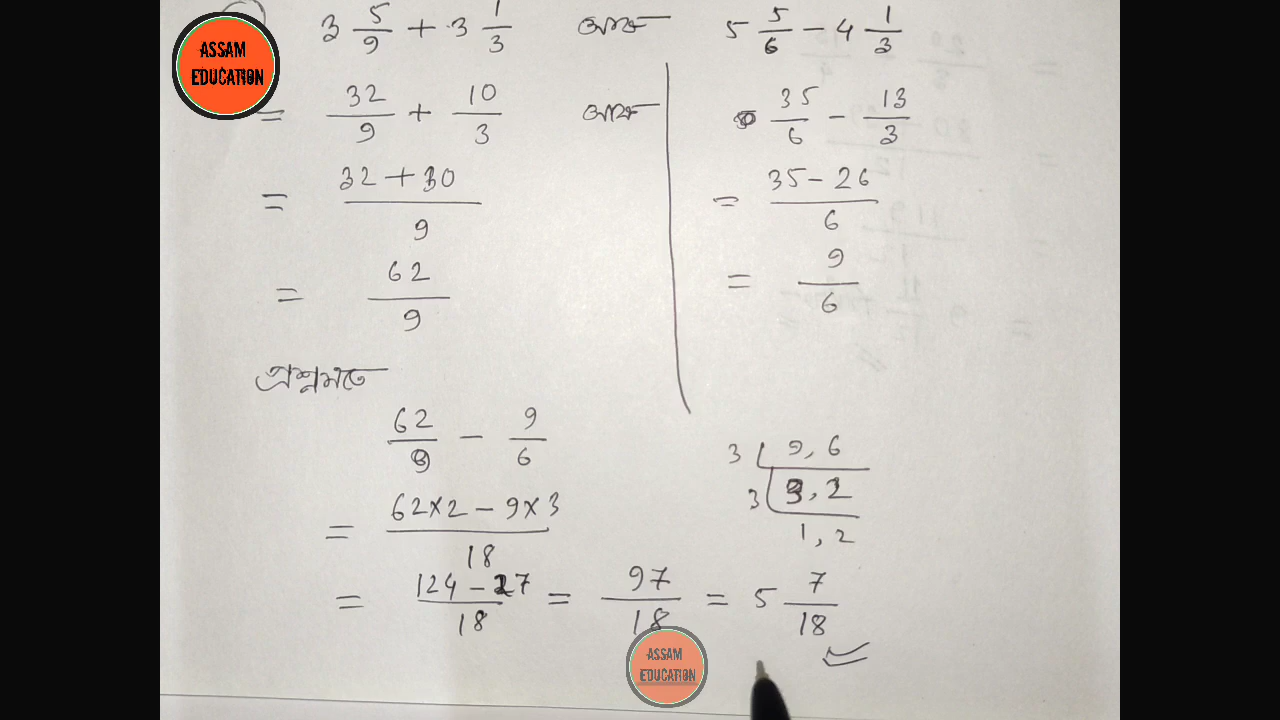 ASSAM
EDUCATION
3 5/9 + 3 1/3
= 32/9 + 10/3
= 32 + 30 / 9
= 62/9
5 5/6 - 4 1/3
35/6 - 13/3
= 35 - 26 / 6
= 9/6
প্ৰশ্নমতে
62/9 - 9/6
= 62×2 - 9×3 / 18
= 124 - 27 / 18 = 97/18 = 5 7/18
3 9, 6
3 3, 2
1, 2
ASSAM
EDUCATION